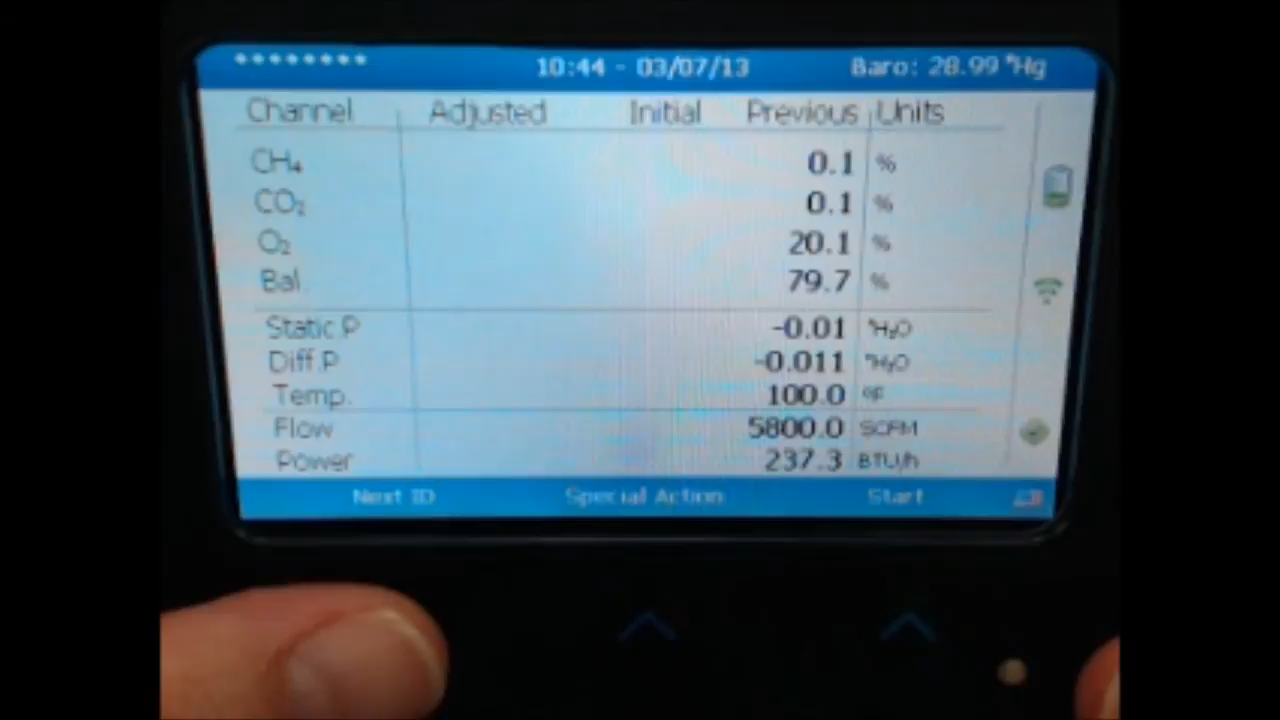 ******** 10:44 - 03/07/13 Baro: 28.99 "Hg
Channel Adjusted Initial Previous Units
CH₄ 0.1 %
CO₂ 0.1 %
O₂ 20.1 %
Bal. 79.7 %
Static.P -0.01 "H₂O
Diff.P -0.011 "H₂O
Temp. 100.0 ºF
Flow 5800.0 SCFM
Power 237.3 BTU/h
Next ID Special Action Start